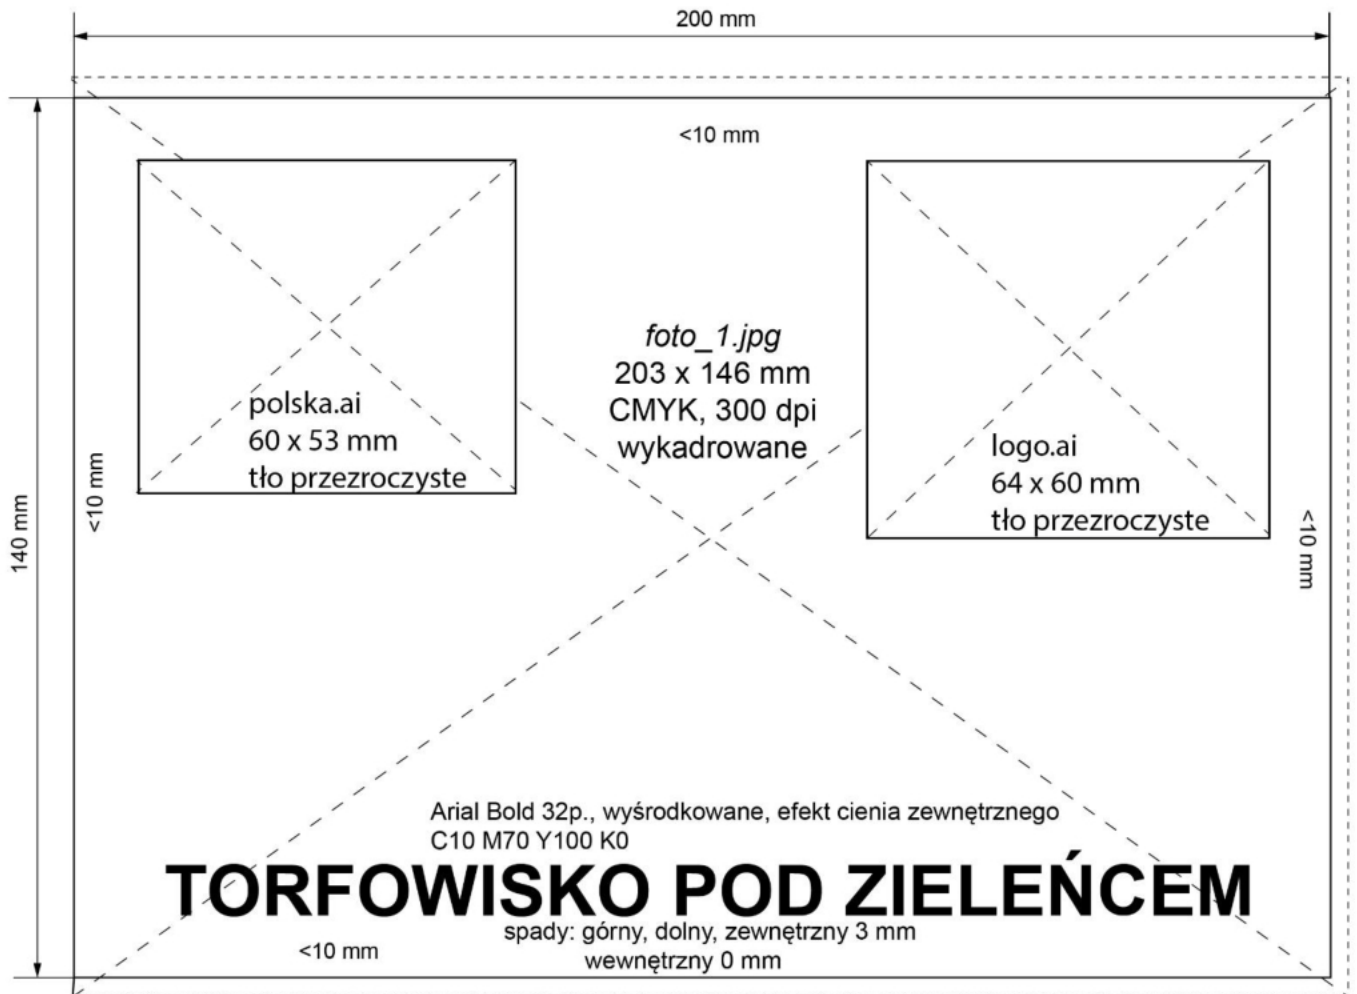 200 mm
<10 mm
foto_1.jpg
203 x 146 mm
CMYK, 300 dpi
wykadrowane
polska.ai
60 x 53 mm
tło przezroczyste
logo.ai
64 x 60 mm
tło przezroczyste
<10 mm
140 mm
<10 mm
Arial Bold 32p., wyśrodkowane, efekt cienia zewnętrznego
C10 M70 Y100 K0
TORFOWISKO POD ZIELEŃCEM
spady: górny, dolny, zewnętrzny 3 mm
wewnętrzny 0 mm
<10 mm